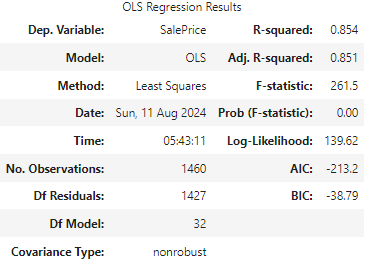 OLS Regression Results
Dep. Variable: SalePrice R-squared: 0.854
Model: OLS Adj. R-squared: 0.851
Method: Least Squares F-statistic: 261.5
Date: Sun, 11 Aug 2024 Prob (F-statistic): 0.00
Time: 05:43:11 Log-Likelihood: 139.62
No. Observations: 1460 AIC: -213.2
Df Residuals: 1427 BIC: -38.79
Df Model: 32
Covariance Type: nonrobust